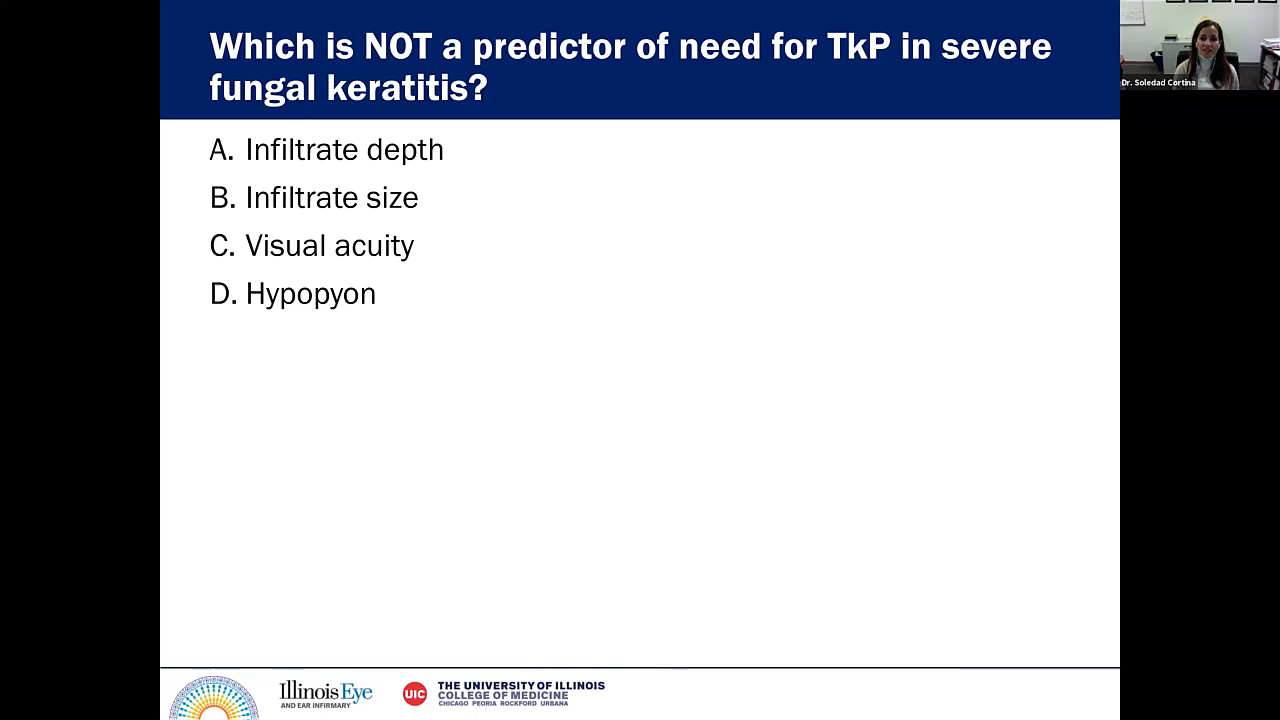 Which is NOT a predictor of need for TkP in severe
fungal keratitis?
A. Infiltrate depth
B. Infiltrate size
C. Visual acuity
D. Hypopyon
Dr. Soledad Cortina
Illinois Eye
AND EAR INFIRMARY
UIC
THE UNIVERSITY OF ILLINOIS
COLLEGE OF MEDICINE
CHICAGO PEORIA ROCKFORD URBANA